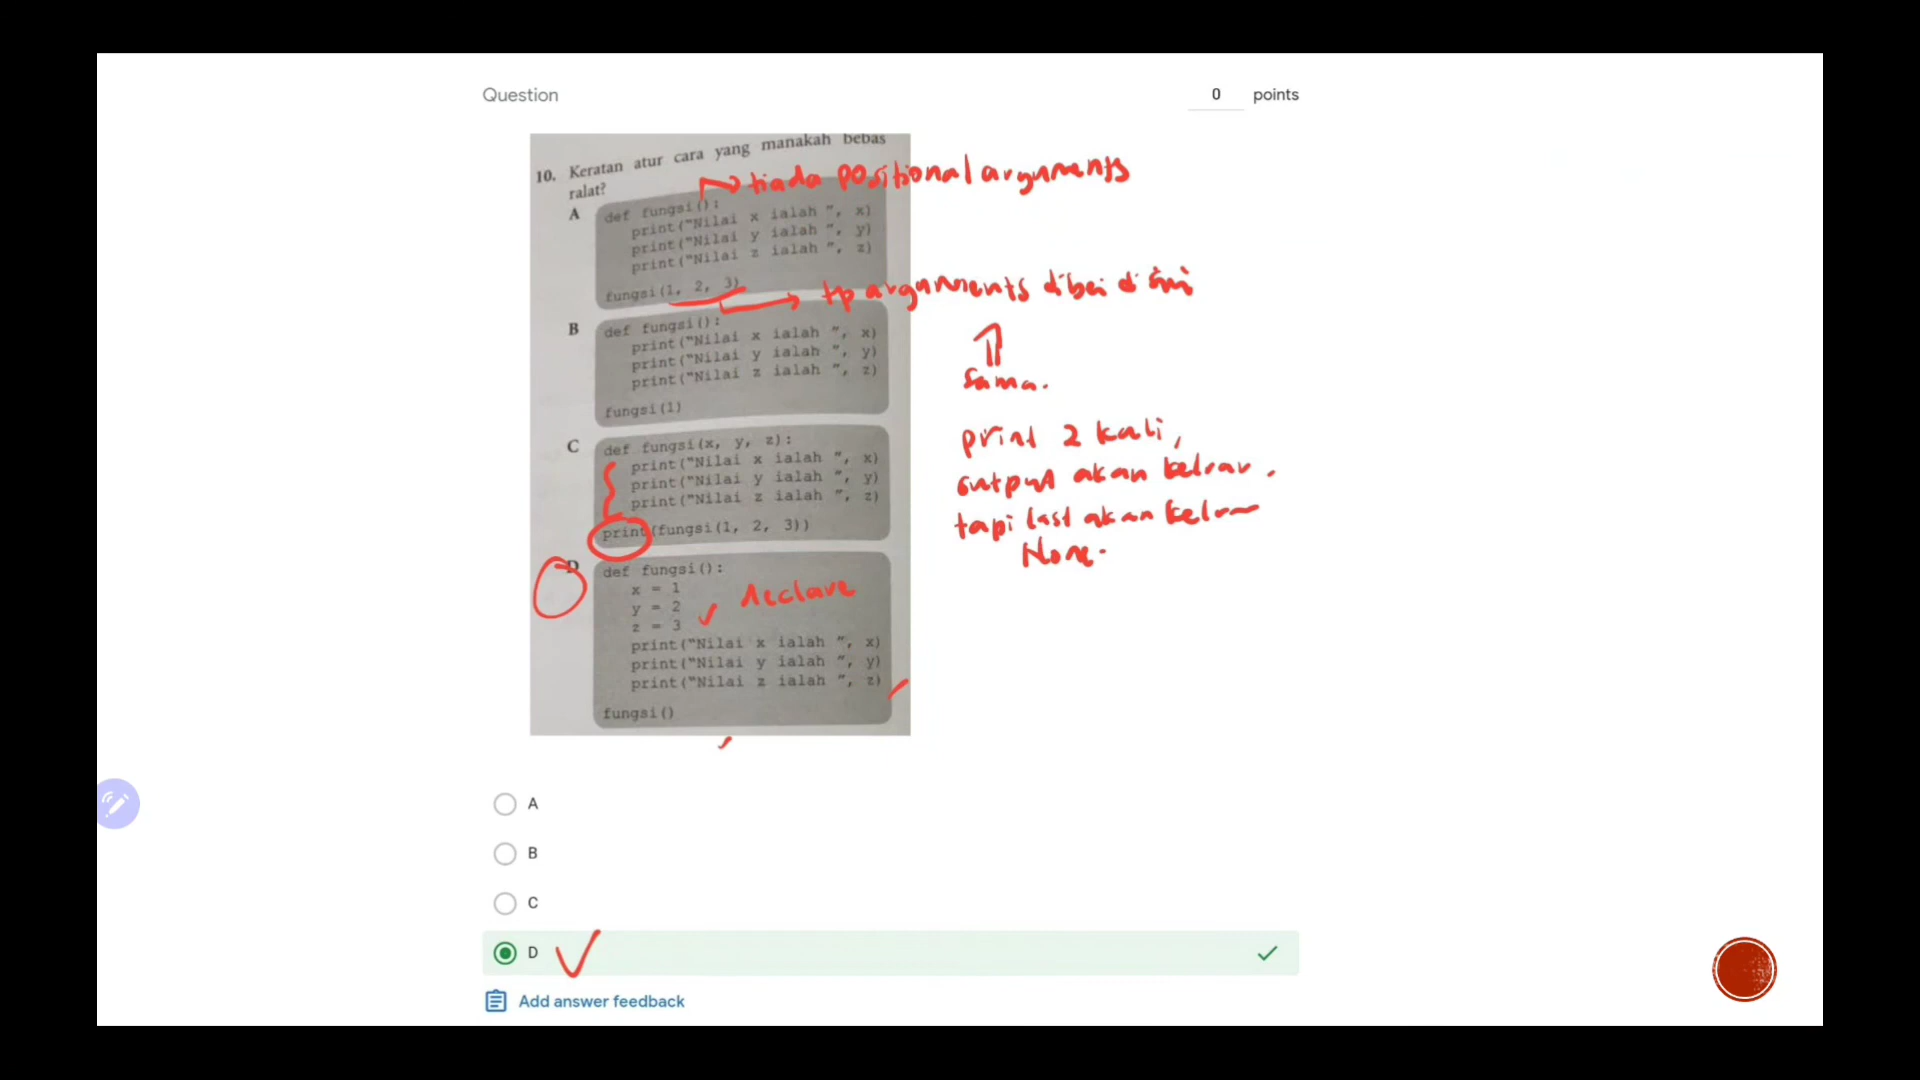 Question
0 points
10. Keratan atur cara yang manakah bebas
ralat?
tiada positional arguments
A
def fungsi():
print("Nilai x ialah ", x)
print("Nilai y ialah ", y)
print("Nilai z ialah ", z)
fungsi(1, 2, 3)
tp arguments dibei disini
B
def fungsi():
print("Nilai x ialah ", x)
print("Nilai y ialah ", y)
print("Nilai z ialah ", z)
fungsi(1)
Sama.
C
def fungsi(x, y, z):
print("Nilai x ialah ", x)
print("Nilai y ialah ", y)
print("Nilai z ialah ", z)
print(fungsi(1, 2, 3))
print 2 kali,
output akan keluar.
tapi last akan keluar
None.
D
def fungsi():
x = 1
y = 2
z = 3
declare
print("Nilai x ialah ", x)
print("Nilai y ialah ", y)
print("Nilai z ialah ", z)
fungsi()
A
B
C
D
Add answer feedback